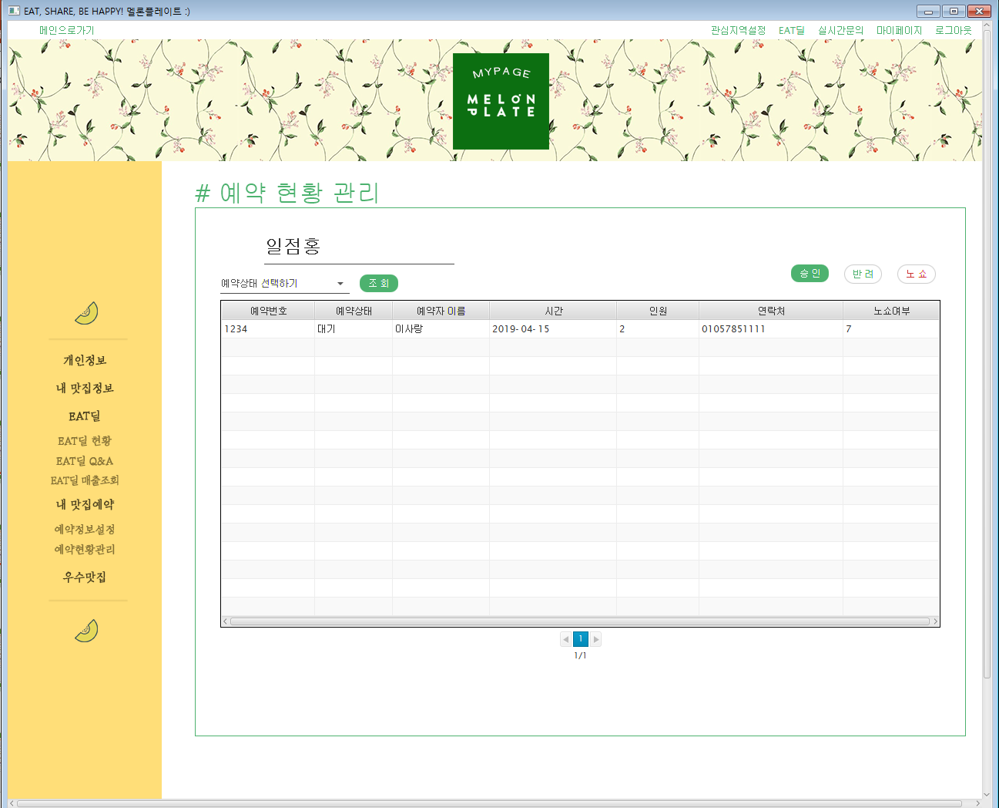 EAT, SHARE, BE HAPPY! 멜론플레이트 :)
메인으로가기 관심지역설정 EAT딜 실시간문의 마이페이지 로그아웃
MYPAGE
MELON
PLATE
# 예약 현황 관리
일점홍
예약상태 선택하기 조 회 승 인 반 려 노 쇼
예약번호 예약상태 예약자 이름 시간 인원 연락처 노쇼여부
1234 대기 이사랑 2019- 04- 15 2 01057851111 7
개인정보
내 맛집정보
EAT딜
EAT딜 현황
EAT딜 Q&A
EAT딜 매출조회
내 맛집예약
예약정보설정
예약현황관리
우수맛집
1
1/1